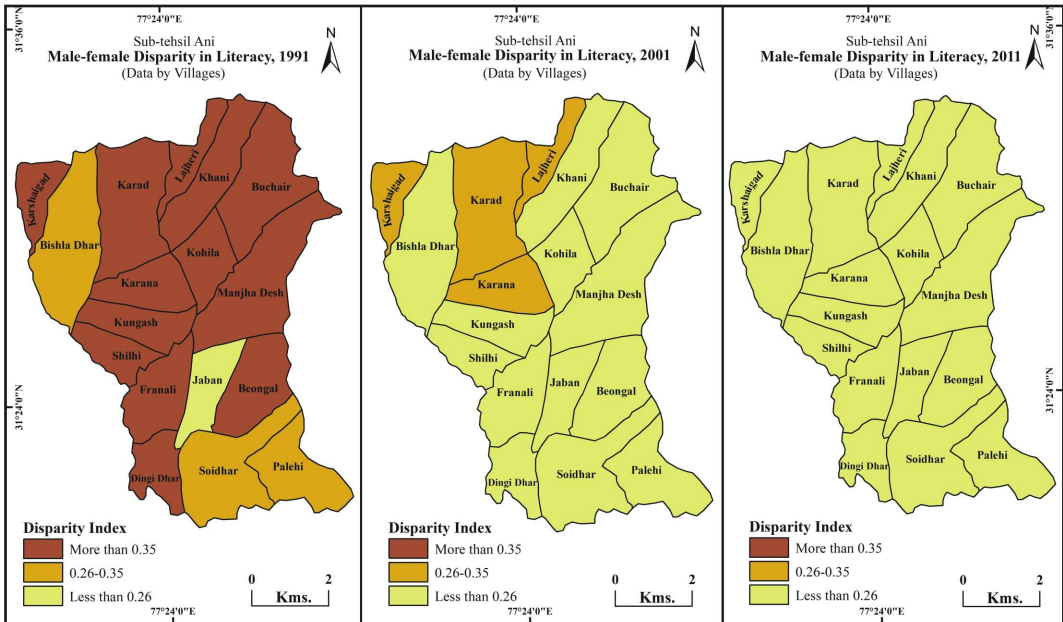 77°24'0"E
31°36'0"N
Sub-tehsil Ani
Male-female Disparity in Literacy, 1991
(Data by Villages)
N
Karshaigad
Bishla Dhar
Karad
Lajheri
Khani
Buchair
Kohila
Karana
Manjha Desh
Kungash
Shilhi
Franali
Jaban
Beongal
Dingi Dhar
Soidhar
Palehi
31°24'0"N
Disparity Index
More than 0.35
0.26-0.35
Less than 0.26
0 2
Kms.
77°24'0"E
77°24'0"E
Sub-tehsil Ani
Male-female Disparity in Literacy, 2001
(Data by Villages)
N
Karshaigad
Bishla Dhar
Karad
Lajheri
Khani
Buchair
Kohila
Karana
Manjha Desh
Kungash
Shilhi
Franali
Jaban
Beongal
Dingi Dhar
Soidhar
Palehi
Disparity Index
More than 0.35
0.26-0.35
Less than 0.26
0 2
Kms.
77°24'0"E
77°24'0"E
31°36'0"N
Sub-tehsil Ani
Male-female Disparity in Literacy, 2011
(Data by Villages)
N
Karshaigad
Bishla Dhar
Karad
Lajheri
Khani
Buchair
Kohila
Karana
Manjha Desh
Kungash
Shilhi
Franali
Jaban
Beongal
Dingi Dhar
Soidhar
Palehi
31°24'0"N
Disparity Index
More than 0.35
0.26-0.35
Less than 0.26
0 2
Kms.
77°24'0"E